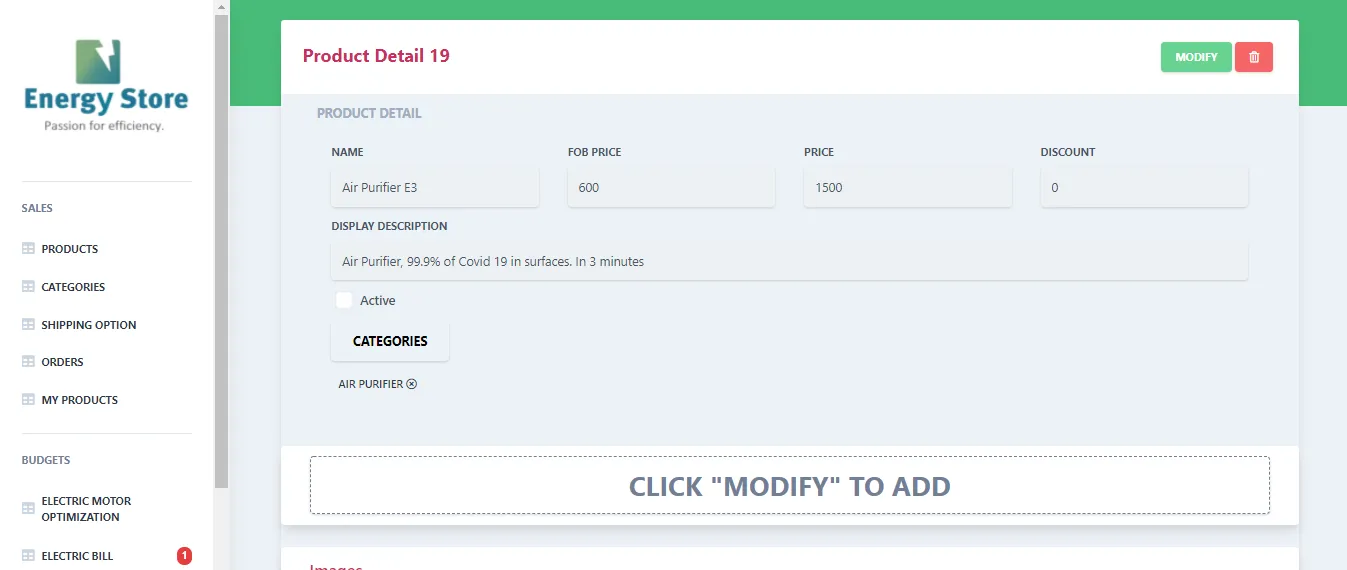 Energy Store
Passion for efficiency.
SALES
PRODUCTS
CATEGORIES
SHIPPING OPTION
ORDERS
MY PRODUCTS
BUDGETS
ELECTRIC MOTOR
OPTIMIZATION
ELECTRIC BILL 1
Product Detail 19
MODIFY
PRODUCT DETAIL
NAME FOB PRICE PRICE DISCOUNT
Air Purifier E3 600 1500 0
DISPLAY DESCRIPTION
Air Purifier, 99.9% of Covid 19 in surfaces. In 3 minutes
Active
CATEGORIES
AIR PURIFIER
CLICK "MODIFY" TO ADD
Images